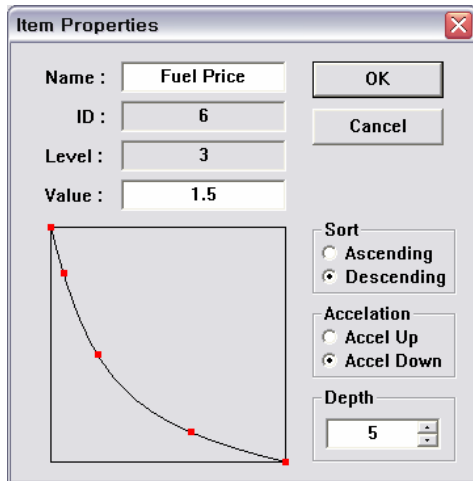 Item Properties
Name : Fuel Price
OK
ID : 6
Cancel
Level : 3
Value : 1.5
Sort
Ascending
Descending
Accelation
Accel Up
Accel Down
Depth
5